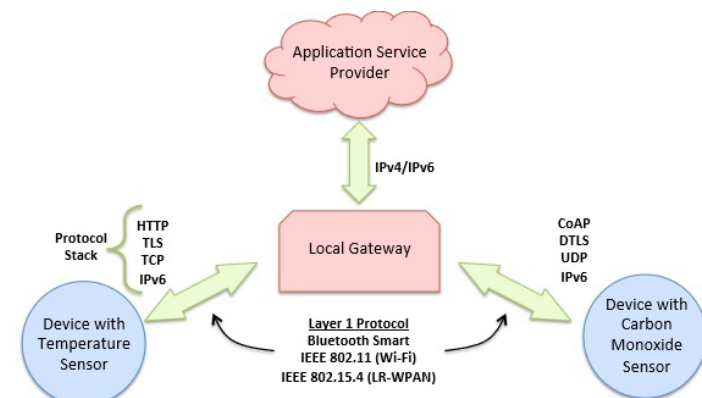 Application Service
Provider
IPv4/IPv6
Protocol
Stack
HTTP
TLS
TCP
IPv6
Local Gateway
CoAP
DTLS
UDP
IPv6
Device with
Temperature
Sensor
Layer 1 Protocol
Bluetooth Smart
IEEE 802.11 (Wi-Fi)
IEEE 802.15.4 (LR-WPAN)
Device with
Carbon
Monoxide
Sensor